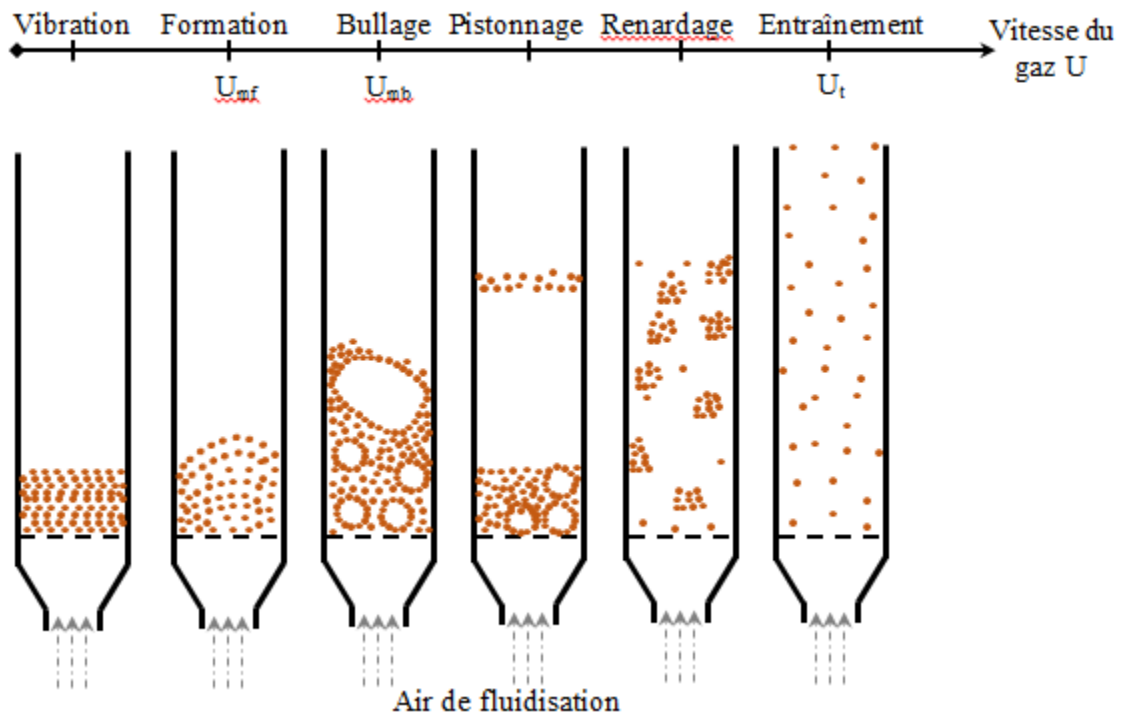 Vibration Formation Bullage Pistonnage Renardage Entraînement
Vitesse du
gaz U
Umf Umb Ut
Air de fluidisation